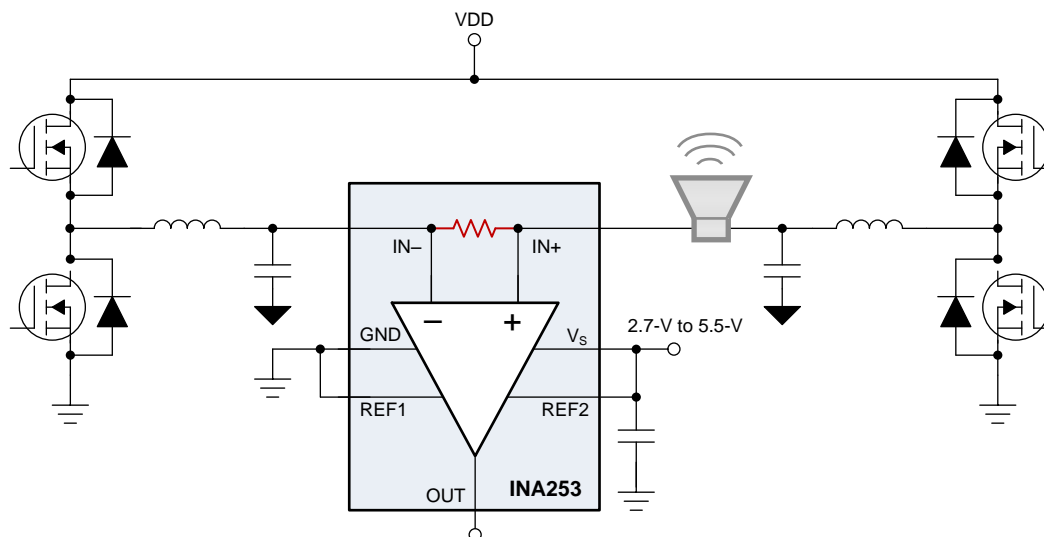 VDD
IN–
IN+
–
+
GND
VS
2.7-V to 5.5-V
REF1
REF2
OUT
INA253